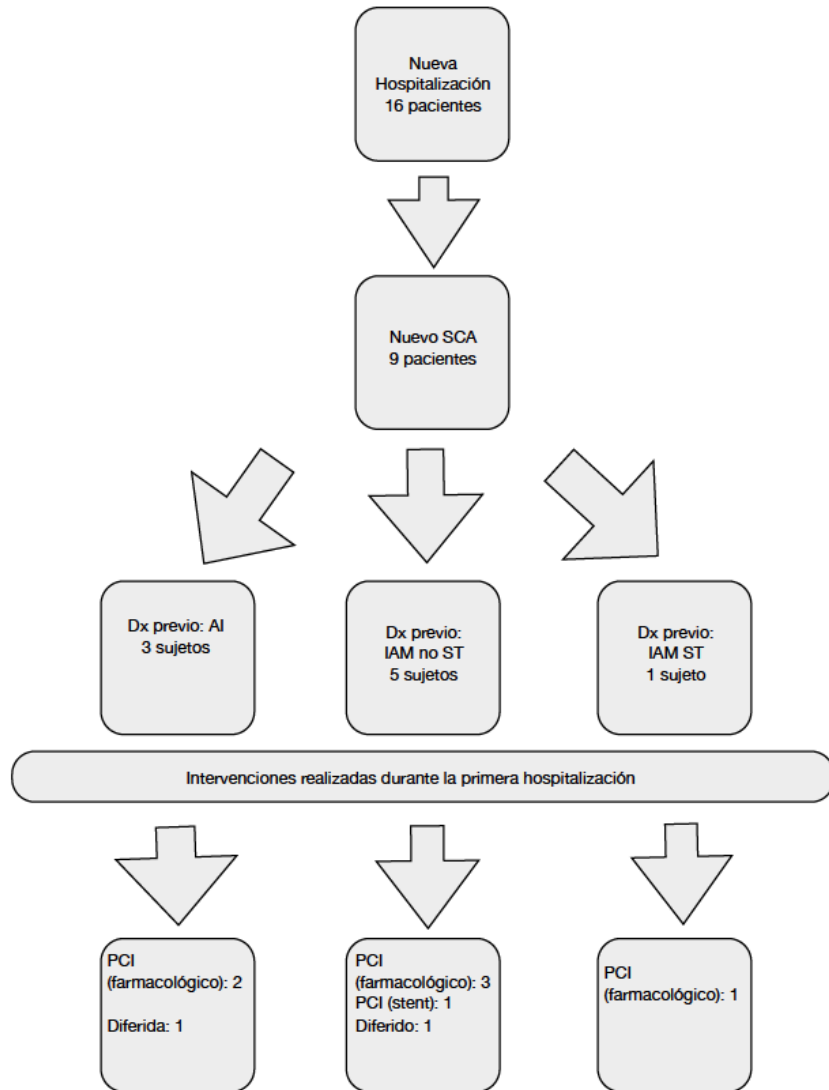 Nueva
Hospitalización
16 pacientes
Nuevo SCA
9 pacientes
Dx previo: AI
3 sujetos
Dx previo:
IAM no ST
5 sujetos
Dx previo:
IAM ST
1 sujeto
Intervenciones realizadas durante la primera hospitalización
PCI
(farmacológico): 2
Diferida: 1
PCI
(farmacológico): 3
PCI (stent): 1
Diferido: 1
PCI
(farmacológico): 1